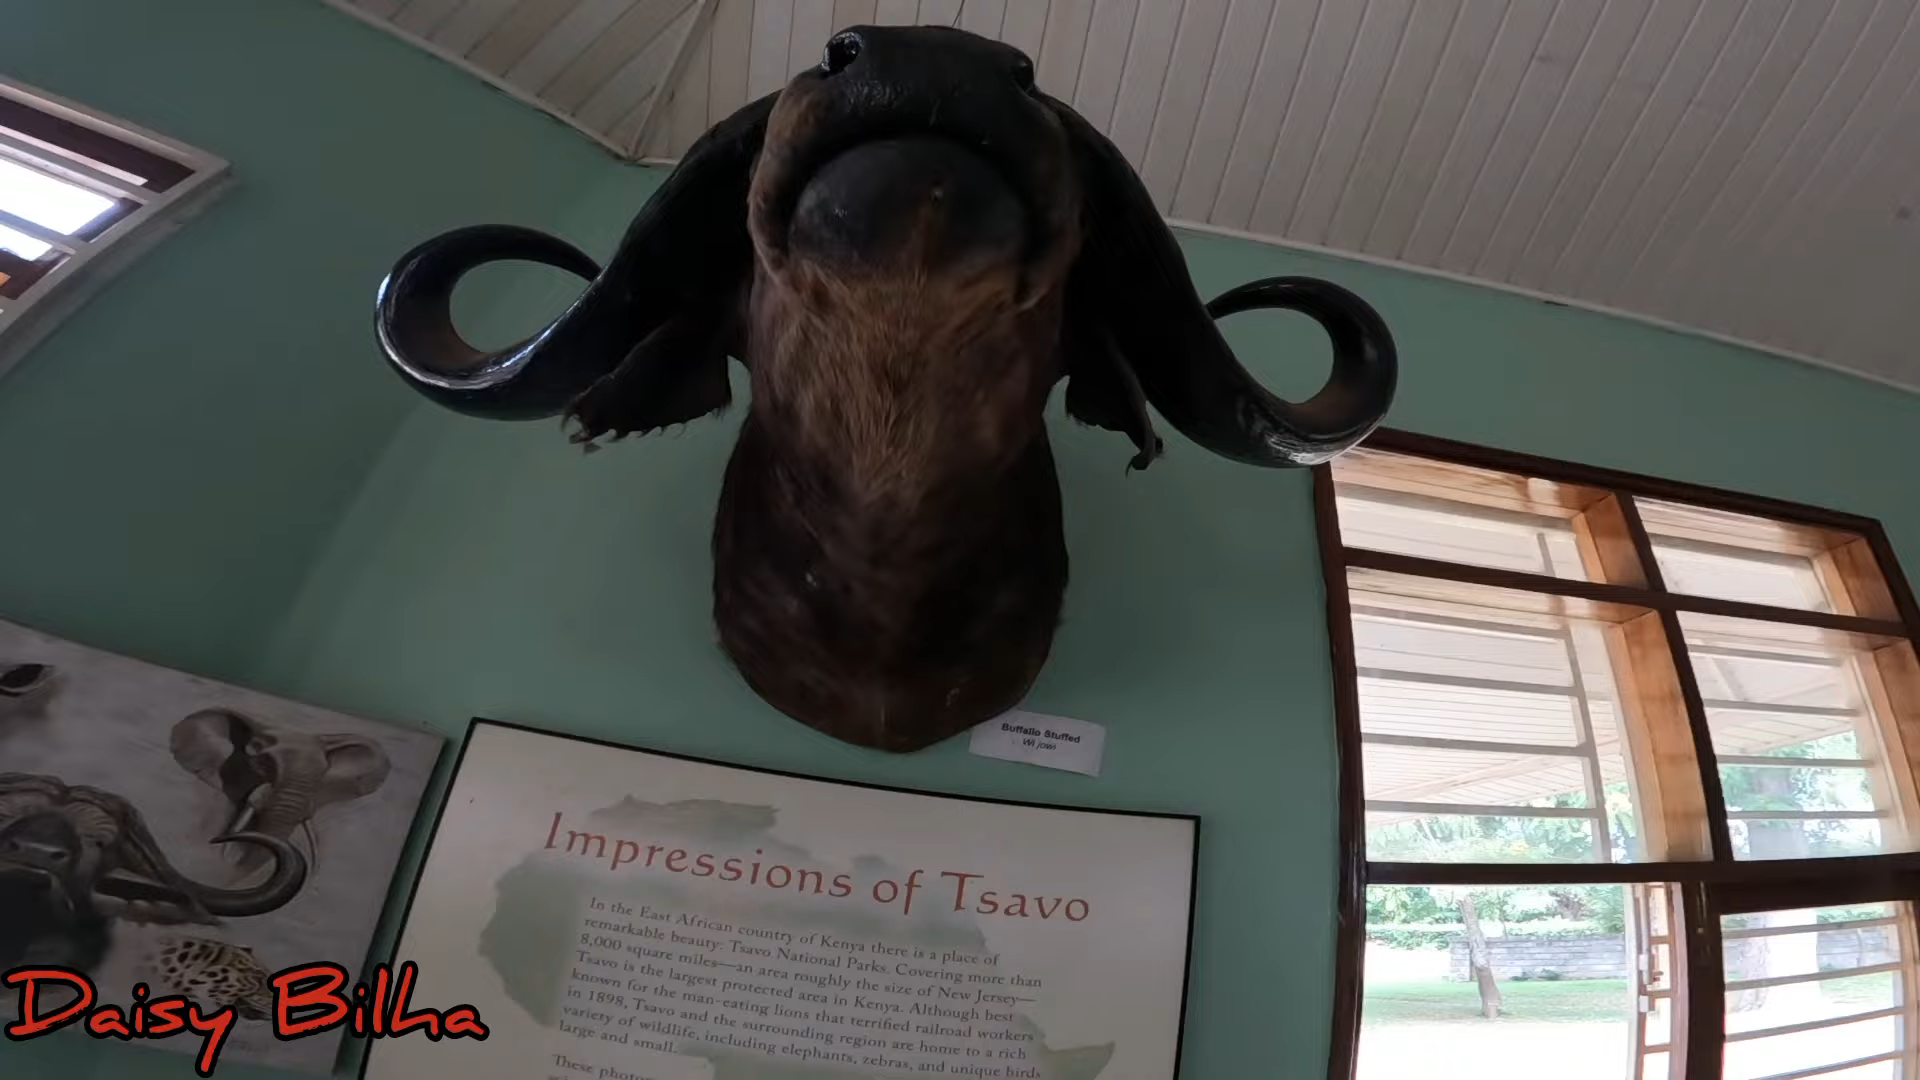 Buffallo Stuffed
Wi jowi
Impressions of Tsavo
In the East African country of Kenya there is a place of
remarkable beauty: Tsavo National Parks. Covering more than
8,000 square miles—an area roughly the size of New Jersey—
Tsavo is the largest protected area in Kenya. Although best
known for the man-eating lions that terrified railroad workers
in 1898, Tsavo and the surrounding region are home to a rich
variety of wildlife, including elephants, zebras, and unique birds
large and small.
These
Daisy Bilha